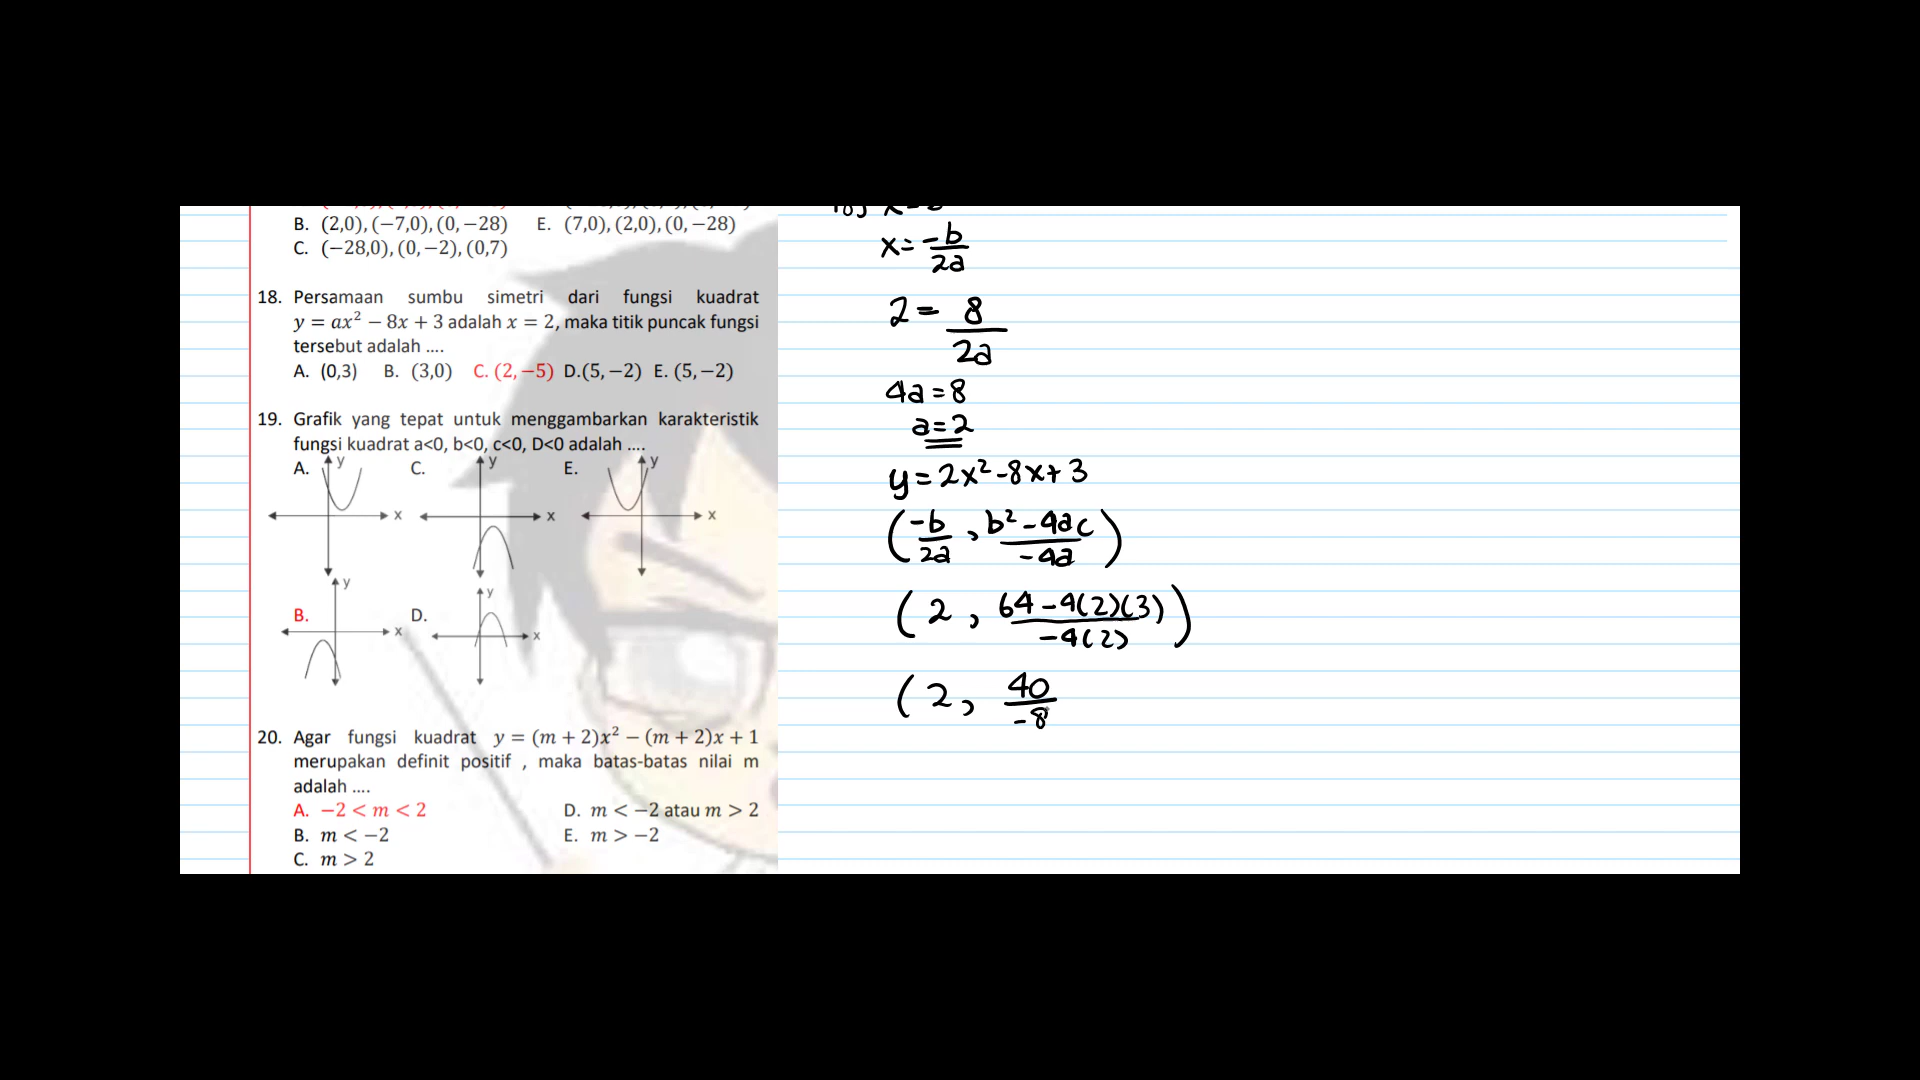 B. (2,0), (−7,0), (0, −28) E. (7,0), (2,0), (0, −28)
C. (−28,0), (0, −2), (0,7)
18. Persamaan sumbu simetri dari fungsi kuadrat
y = ax² − 8x + 3 adalah x = 2, maka titik puncak fungsi
tersebut adalah ....
A. (0,3) B. (3,0) C. (2, −5) D.(5, −2) E. (5, −2)
19. Grafik yang tepat untuk menggambarkan karakteristik
fungsi kuadrat a<0, b<0, c<0, D<0 adalah ....
A. y C. y E. y
x x x
y y
B. D.
x x
20. Agar fungsi kuadrat y = (m + 2)x² − (m + 2)x + 1
merupakan definit positif , maka batas-batas nilai m
adalah ....
A. −2 < m < 2 D. m < −2 atau m > 2
B. m < −2 E. m > −2
C. m > 2
x = -b/2a
2 = 8/2a
4a = 8
a = 2
y = 2x² - 8x + 3
(-b/2a , b² - 4ac/-4a)
(2 , 64 - 4(2)(3)/-4(2))
(2, 40/-8